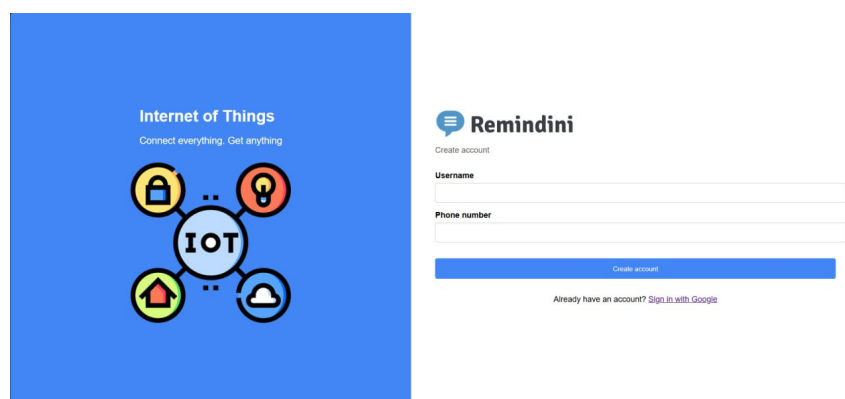 Internet of Things
Connect everything. Get anything
IOT
Remindini
Create account
Username
Phone number
Create account
Already have an account? Sign in with Google